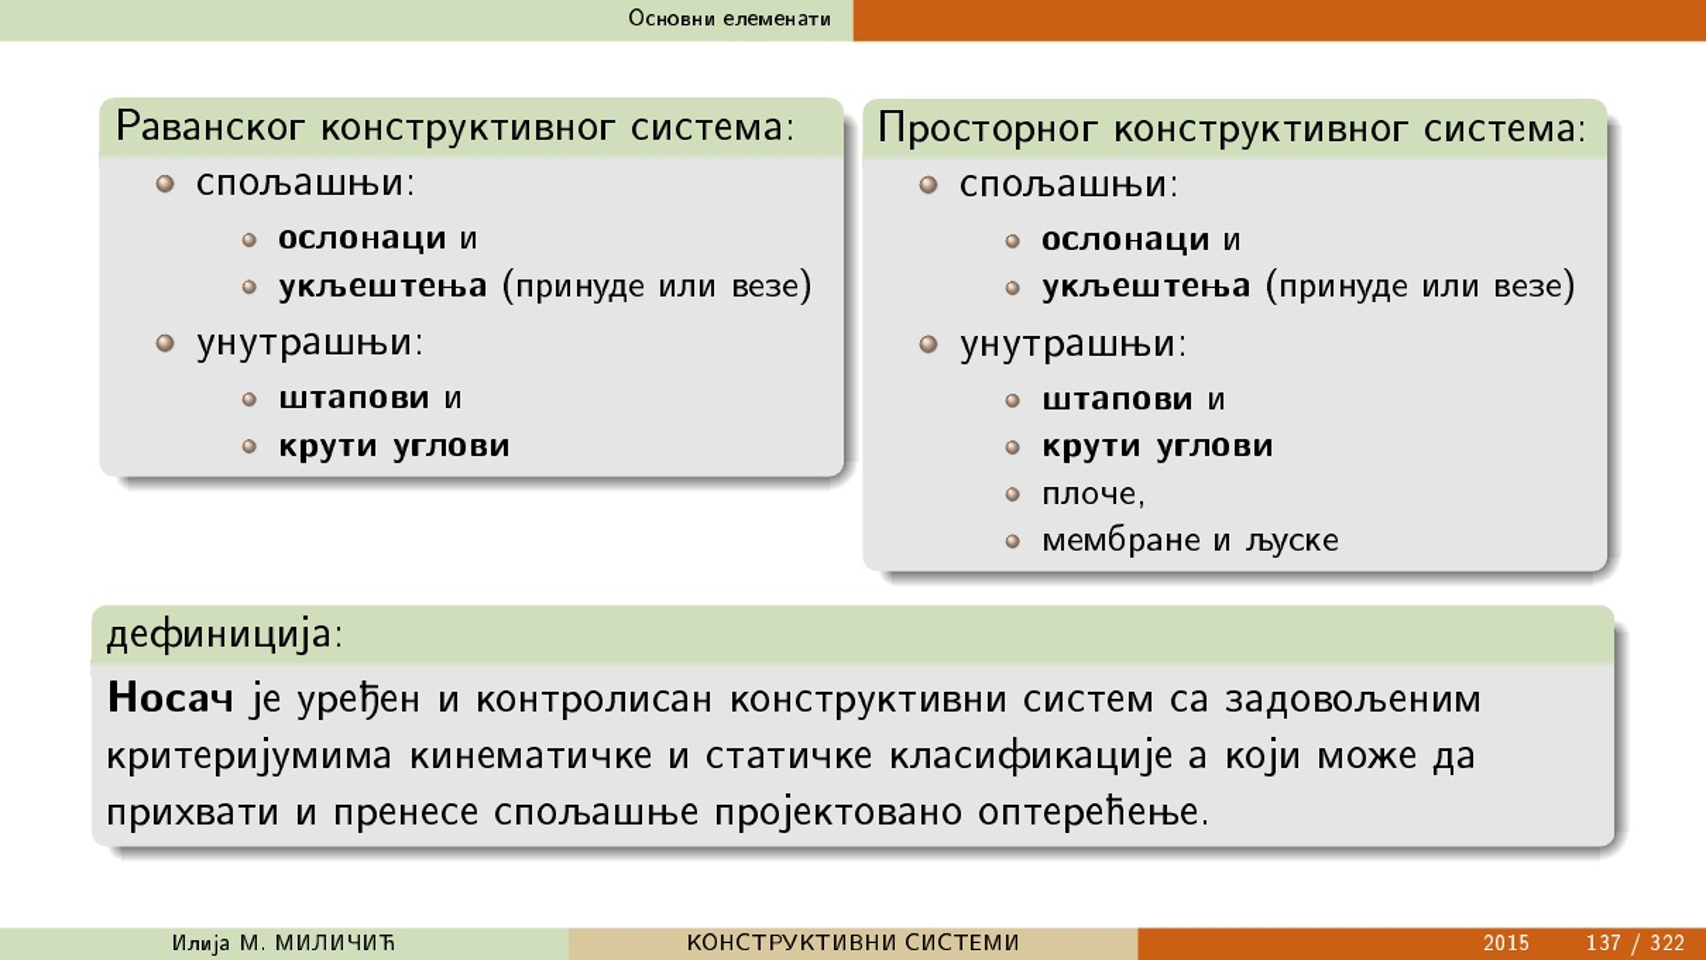 Основни елеменати
Раванског конструктивног система:
спољашњи:
ослонаци и
укљештења (принуде или везе)
унутрашњи:
штапови и
крути углови
Просторног конструктивног система:
спољашњи:
ослонаци и
укљештења (принуде или везе)
унутрашњи:
штапови и
крути углови
плоче,
мембране и љуске
дефиниција:
Носач је уређен и контролисан конструктивни систем са задовољеним
критеријумима кинематичке и статичке класификације а који може да
прихвати и пренесе спољашње пројектовано оптерећење.
Илија М. МИЛИЧИЋ
КОНСТРУКТИВНИ СИСТЕМИ
2015 137 / 322